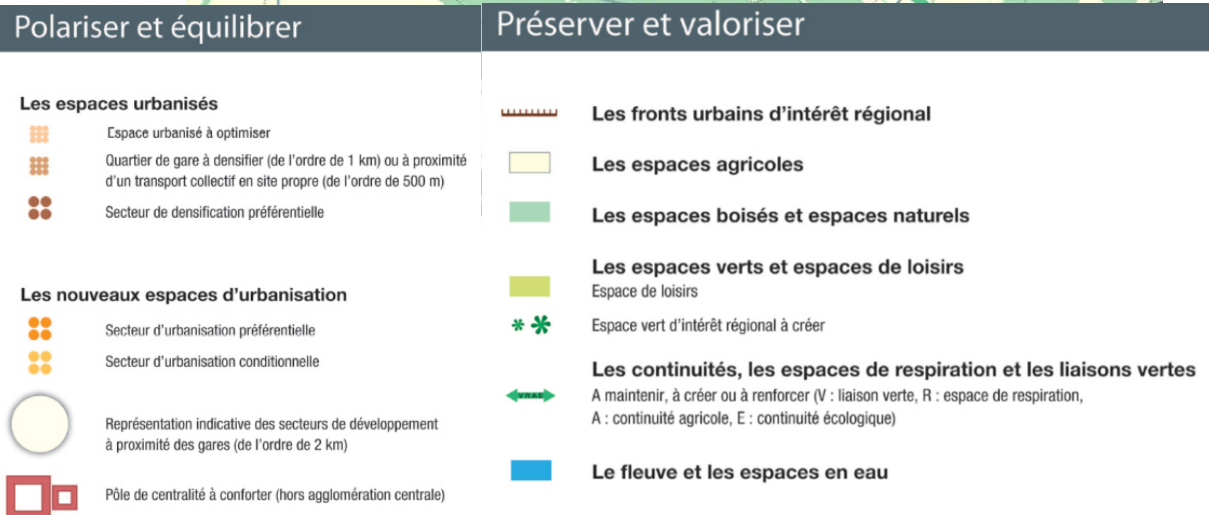 Polariser et équilibrer
Les espaces urbanisés
Espace urbanisé à optimiser
Quartier de gare à densifier (de l'ordre de 1 km) ou à proximité
d'un transport collectif en site propre (de l'ordre de 500 m)
Secteur de densification préférentielle
Les nouveaux espaces d'urbanisation
Secteur d'urbanisation préférentielle
Secteur d'urbanisation conditionnelle
Représentation indicative des secteurs de développement
à proximité des gares (de l'ordre de 2 km)
Pôle de centralité à conforter (hors agglomération centrale)
Préserver et valoriser
Les fronts urbains d'intérêt régional
Les espaces agricoles
Les espaces boisés et espaces naturels
Les espaces verts et espaces de loisirs
Espace de loisirs
Espace vert d'intérêt régional à créer
Les continuités, les espaces de respiration et les liaisons vertes
VRAE
A maintenir, à créer ou à renforcer (V : liaison verte, R : espace de respiration,
A : continuité agricole, E : continuité écologique)
Le fleuve et les espaces en eau